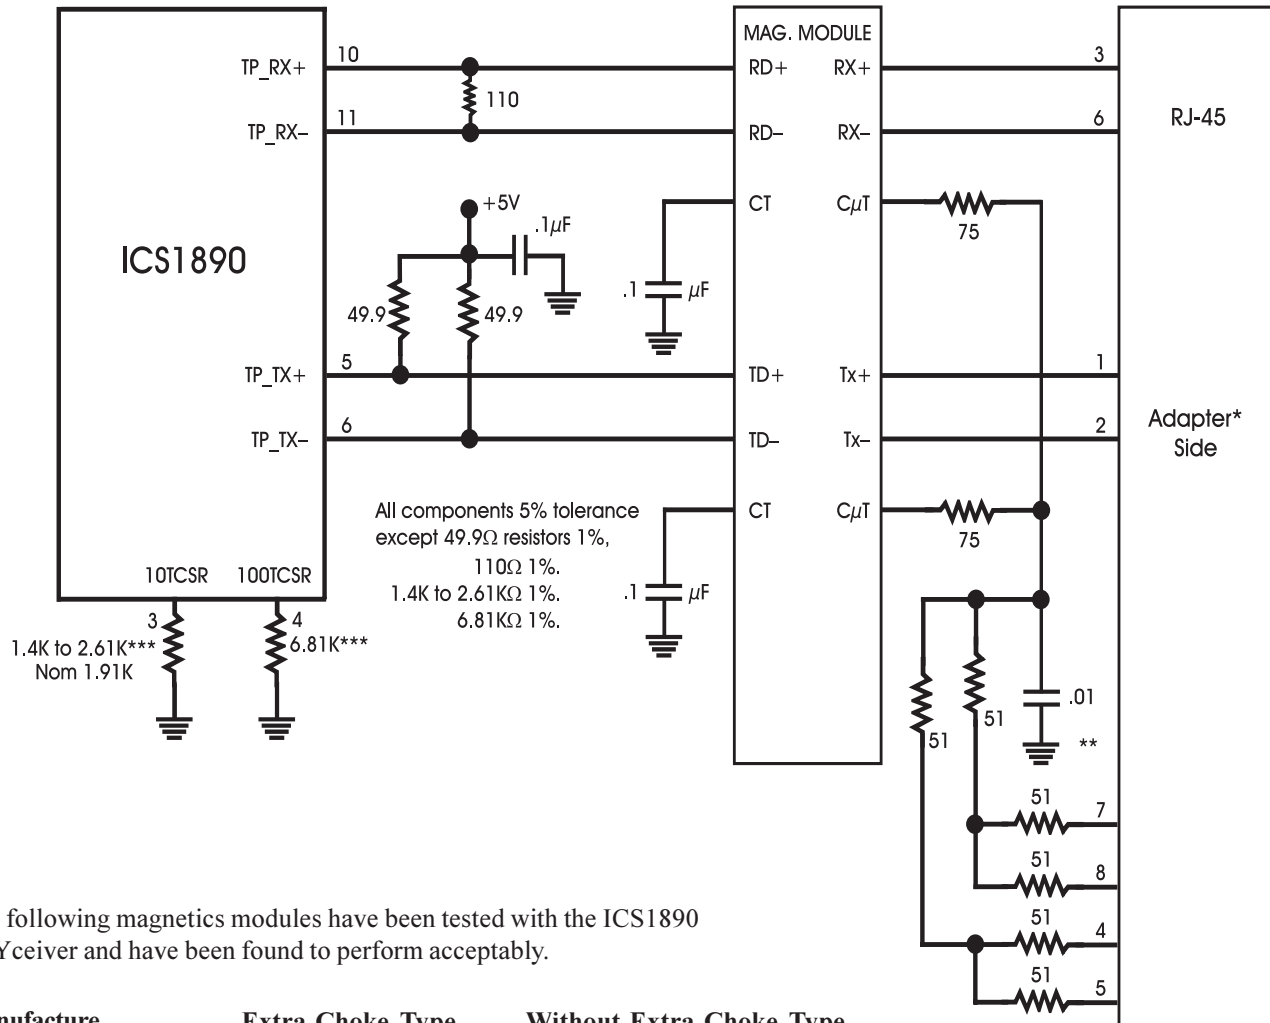 MAG. MODULE
TP_RX+
10
RD+
RX+
3
110
RJ-45
TP_RX–
11
RD–
RX–
6
+5V
CT
CμT
75
.1μF
ICS1890
.1
μF
49.9
49.9
TP_TX+
5
TD+
Tx+
1
TP_TX–
6
TD–
Tx–
2
Adapter*
Side
All components 5% tolerance
except 49.9Ω resistors 1%,
110Ω 1%.
1.4K to 2.61KΩ 1%.
6.81KΩ 1%.
CT
CμT
75
.1
μF
10TCSR
100TCSR
3
4
1.4K to 2.61K***
Nom 1.91K
6.81K***
51
51
.01
**
51
7
51
8
51
4
51
5
following magnetics modules have been tested with the ICS1890
Yceiver and have been found to perform acceptably.
nufacture
Extra Choke Type
Without Extra Choke Type